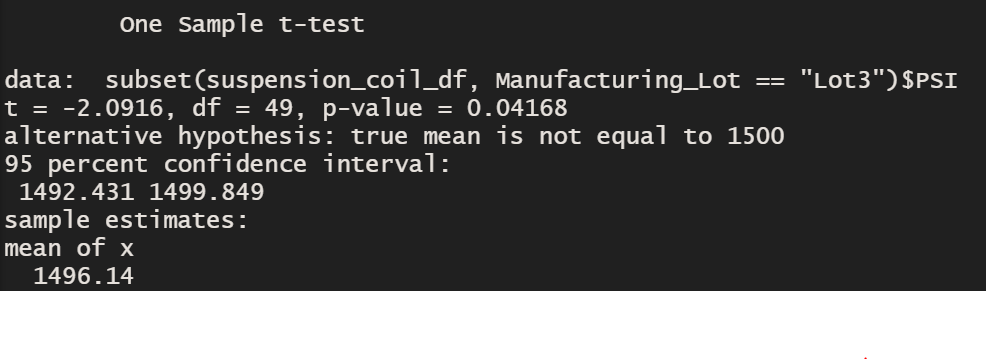 One Sample t-test
data:  subset(suspension_coil_df, Manufacturing_Lot == "Lot3")$PSI
t = -2.0916, df = 49, p-value = 0.04168
alternative hypothesis: true mean is not equal to 1500
95 percent confidence interval:
1492.431 1499.849
sample estimates:
mean of x
1496.14